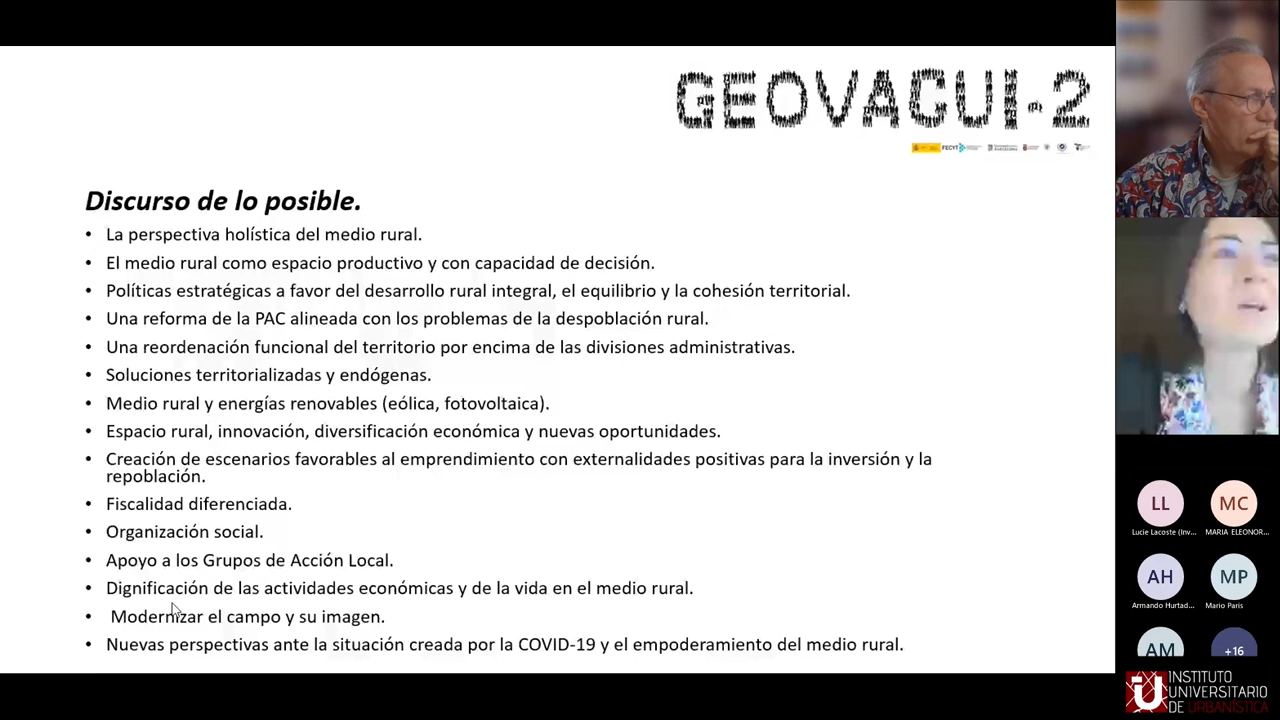 GEOVACUI-2
FECYT
Discurso de lo posible.
• La perspectiva holística del medio rural.
• El medio rural como espacio productivo y con capacidad de decisión.
• Políticas estratégicas a favor del desarrollo rural integral, el equilibrio y la cohesión territorial.
• Una reforma de la PAC alineada con los problemas de la despoblación rural.
• Una reordenación funcional del territorio por encima de las divisiones administrativas.
• Soluciones territorializadas y endógenas.
• Medio rural y energías renovables (eólica, fotovoltaica).
• Espacio rural, innovación, diversificación económica y nuevas oportunidades.
• Creación de escenarios favorables al emprendimiento con externalidades positivas para la inversión y la
repoblación.
• Fiscalidad diferenciada.
• Organización social.
• Apoyo a los Grupos de Acción Local.
• Dignificación de las actividades económicas y de la vida en el medio rural.
• Modernizar el campo y su imagen.
• Nuevas perspectivas ante la situación creada por la COVID-19 y el empoderamiento del medio rural.
LL MC
Lucie Lacoste (Inv... MARIA ELEONOR...
AH MP
Armando Hurtad... Mario Paris
AM +16
INSTITUTO
UNIVERSITARIO
DE URBANÍSTICA